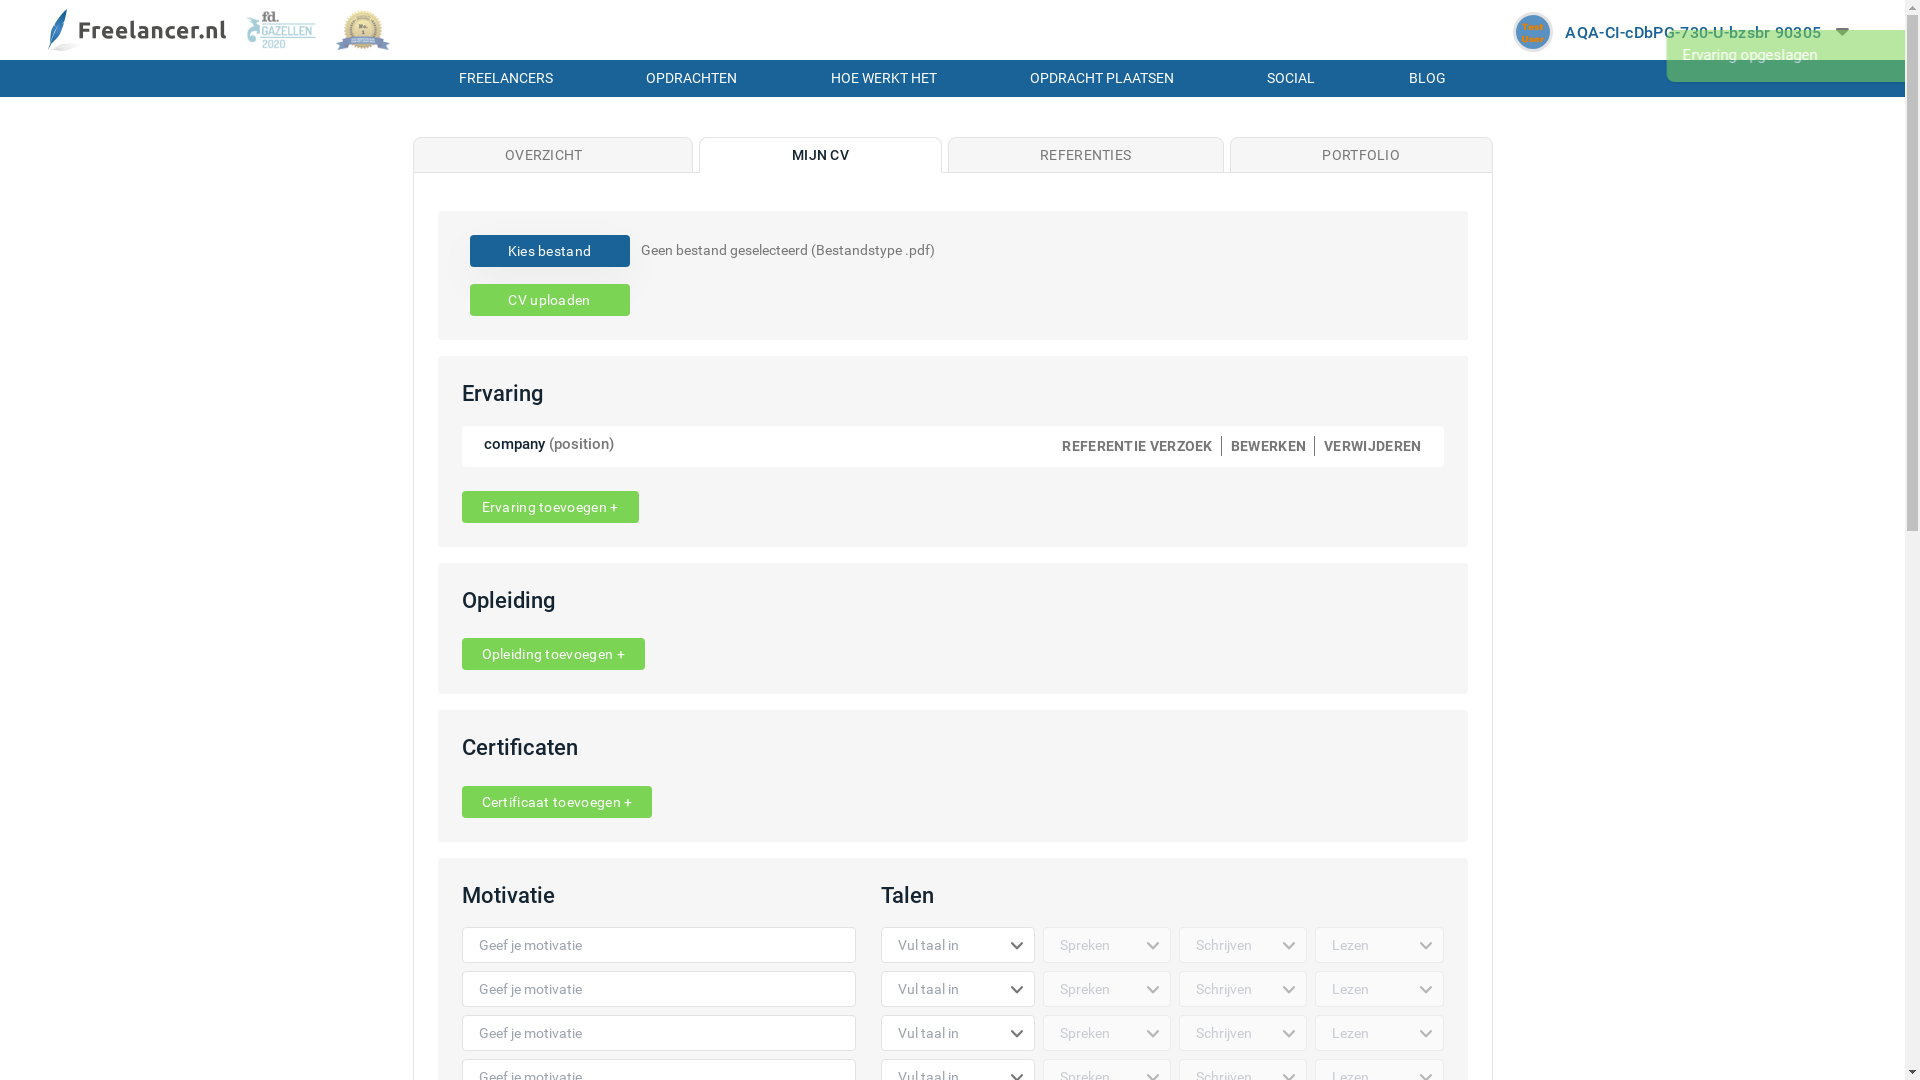 Freelancer.nl
fd.
GAZELLEN
2020
AQA-CI-cDbPG-730-U-bzsbr 90305
Ervaring opgeslagen
FREELANCERS
OPDRACHTEN
HOE WERKT HET
OPDRACHT PLAATSEN
SOCIAL
BLOG
OVERZICHT
MIJN CV
REFERENTIES
PORTFOLIO
Kies bestand
Geen bestand geselecteerd (Bestandstype .pdf)
CV uploaden
Ervaring
company (position)
REFERENTIE VERZOEK
BEWERKEN
VERWIJDEREN
Ervaring toevoegen +
Opleiding
Opleiding toevoegen +
Certificaten
Certificaat toevoegen +
Motivatie
Talen
Geef je motivatie
Vul taal in
Spreken
Schrijven
Lezen
Geef je motivatie
Vul taal in
Spreken
Schrijven
Lezen
Geef je motivatie
Vul taal in
Spreken
Schrijven
Lezen
Geef je motivatie
Vul taal in
Spreken
Schrijven
Lezen